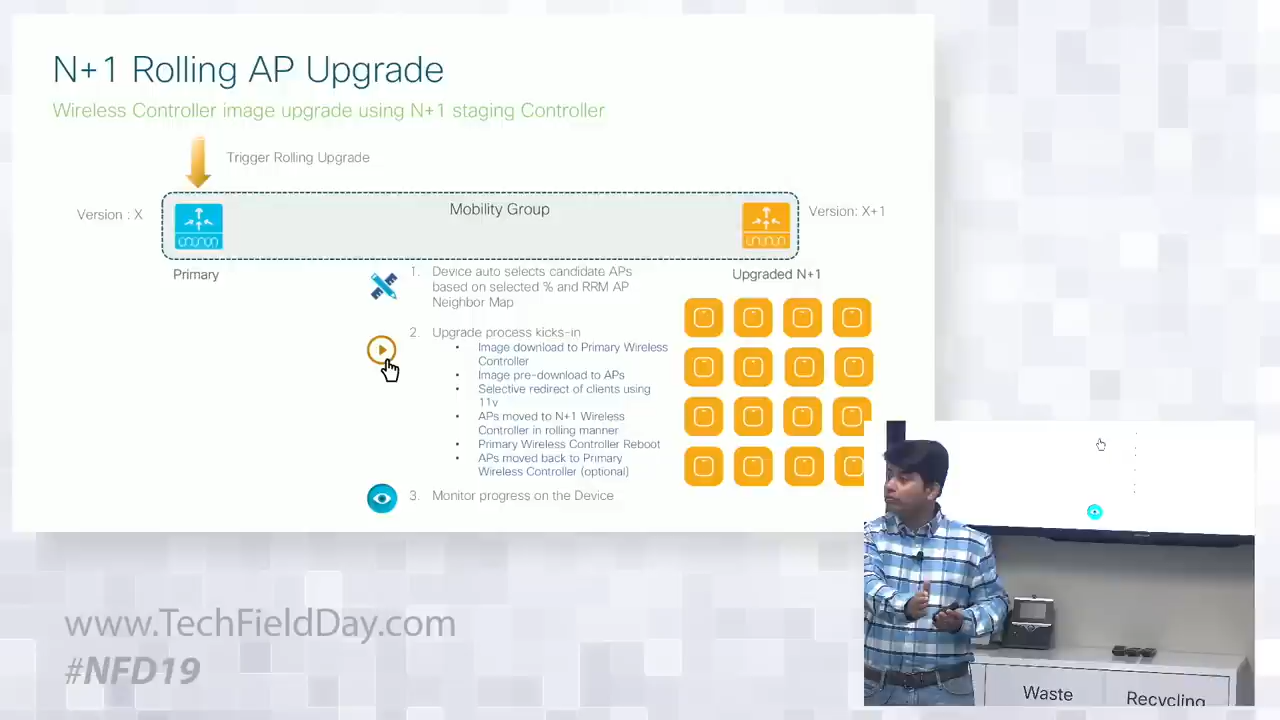 N+1 Rolling AP Upgrade
Wireless Controller image upgrade using N+1 staging Controller
Trigger Rolling Upgrade
Version : X
Mobility Group
Version: X+1
Primary
Upgraded N+1
1. Device auto selects candidate APs
based on selected % and RRM AP
Neighbor Map
2. Upgrade process kicks-in
• Image download to Primary Wireless
Controller
• Image pre-download to APs
• Selective redirect of clients using
11v
• APs moved to N+1 Wireless
Controller in rolling manner
• Primary Wireless Controller Reboot
• APs moved back to Primary
Wireless Controller (optional)
3. Monitor progress on the Device
www.TechFieldDay.com
#NFD19
Waste
Recycling